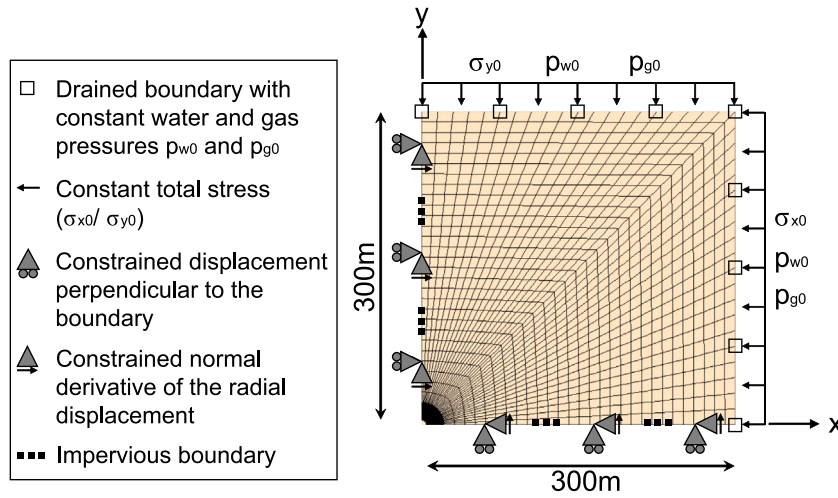 Drained boundary with
constant water and gas
pressures pw0 and pg0
Constant total stress
(σx0/ σy0)
Constrained displacement
perpendicular to the
boundary
Constrained normal
derivative of the radial
displacement
Impervious boundary
y
σy0 pw0 pg0
300m
σx0
pw0
pg0
x
300m